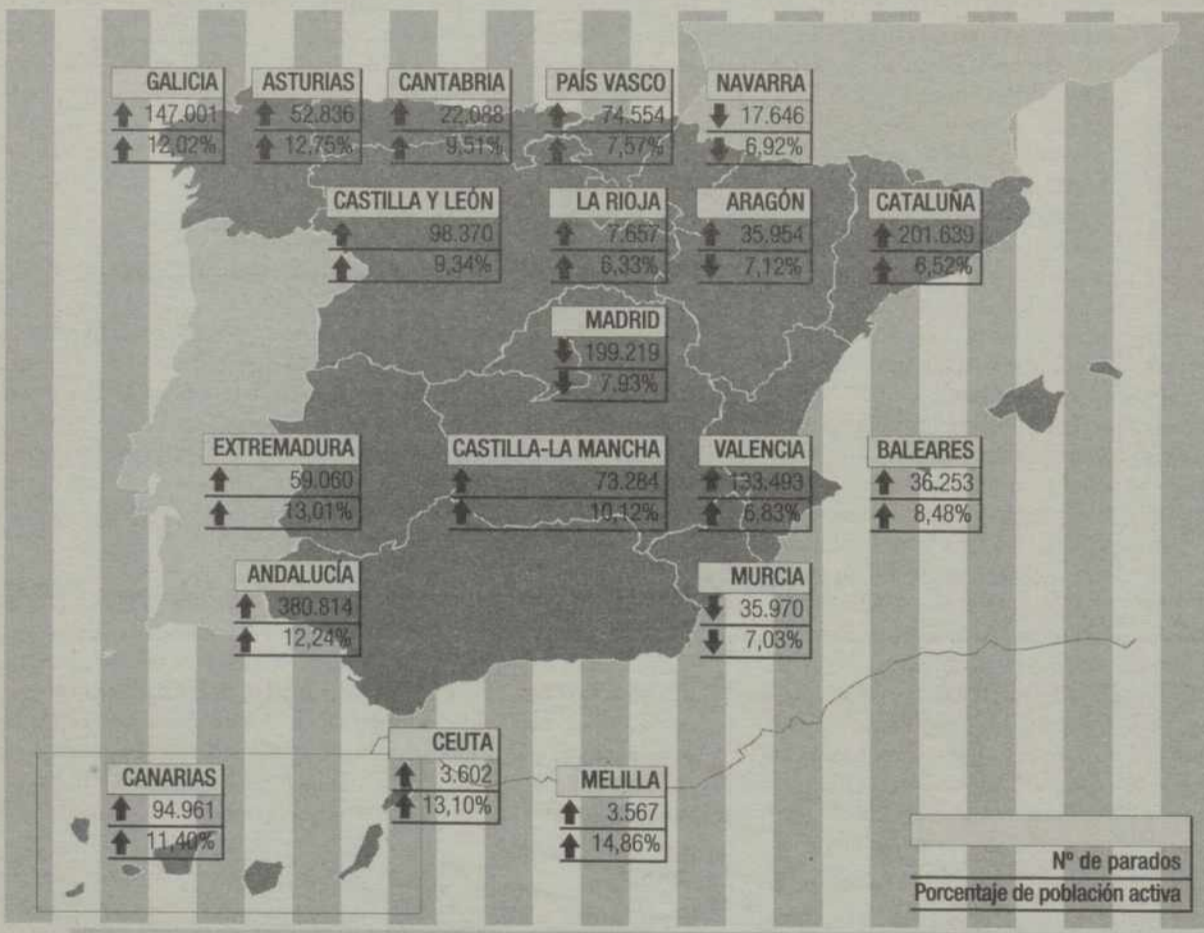 GALICIA
↑ 147.001
↑ 12,02%
ASTURIAS
↑ 52.836
↑ 12,75%
CANTABRIA
↑ 22.088
↑ 9,51%
PAÍS VASCO
↑ 74.554
↑ 7,57%
NAVARRA
↓ 17.646
↓ 6,92%
CASTILLA Y LEÓN
↑ 98.370
↑ 9,34%
LA RIOJA
↑ 7.657
↑ 6,33%
ARAGÓN
↑ 35.954
↓ 7,12%
CATALUÑA
↑ 201.639
↑ 6,52%
MADRID
↓ 199.219
↓ 7.93%
EXTREMADURA
↑ 59.060
↑ 13,01%
CASTILLA-LA MANCHA
↑ 73.284
↑ 10,12%
VALENCIA
↑ 133.493
↑ 6,83%
BALEARES
↑ 36.253
↑ 8,48%
ANDALUCÍA
↑ 380.814
↑ 12,24%
MURCIA
↓ 35.970
↓ 7,03%
CEUTA
↑ 3.602
↑ 13,10%
CANARIAS
↑ 94.961
↑ 11,40%
MELILLA
↑ 3.567
↑ 14,86%
Nº de parados
Porcentaje de población activa